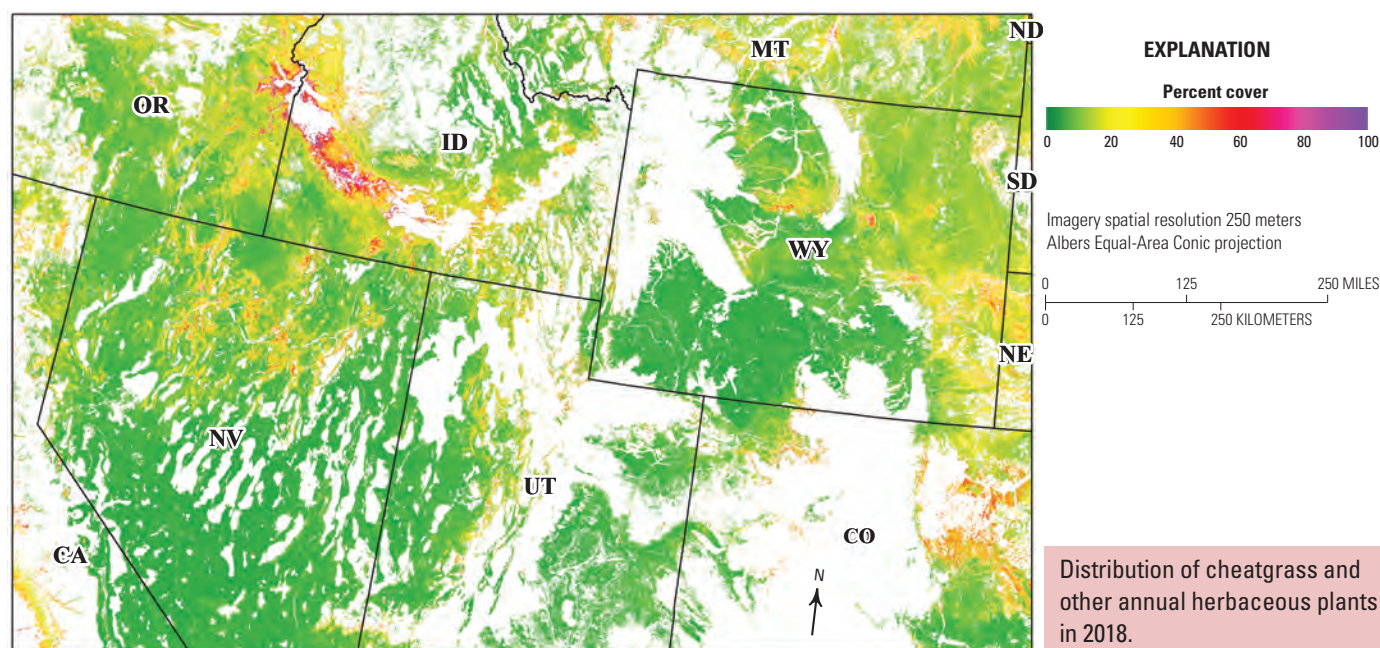 ND
MT
OR
ID
SD
WY
NE
NV
UT
CO
CA
N
EXPLANATION
Percent cover
0 20 40 60 80 100
Imagery spatial resolution 250 meters
Albers Equal-Area Conic projection
0 125 250 MILES
0 125 250 KILOMETERS
Distribution of cheatgrass and
other annual herbaceous plants
in 2018.